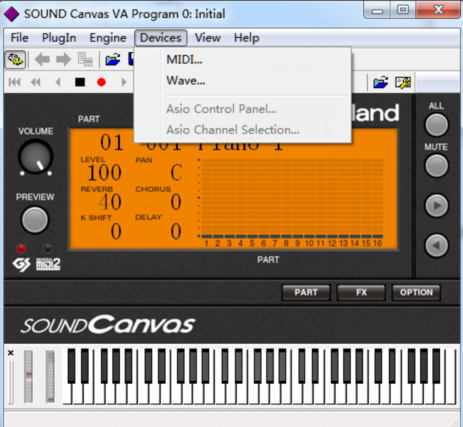 SOUND Canvas VA Program 0: Initial
File PlugIn Engine Devices View Help
MIDI...
Wave...
Asio Control Panel...
Asio Channel Selection...
land
ALL
VOLUME
PART
01 001 Piano 1
MUTE
LEVEL PAN
100 C
REVERB CHORUS
40 0
PREVIEW
K SHIFT DELAY
0 0
1 2 3 4 5 6 7 8 9 10 11 12 13 14 15 16
PART
GS midi2
PART FX OPTION
SOUND Canvas